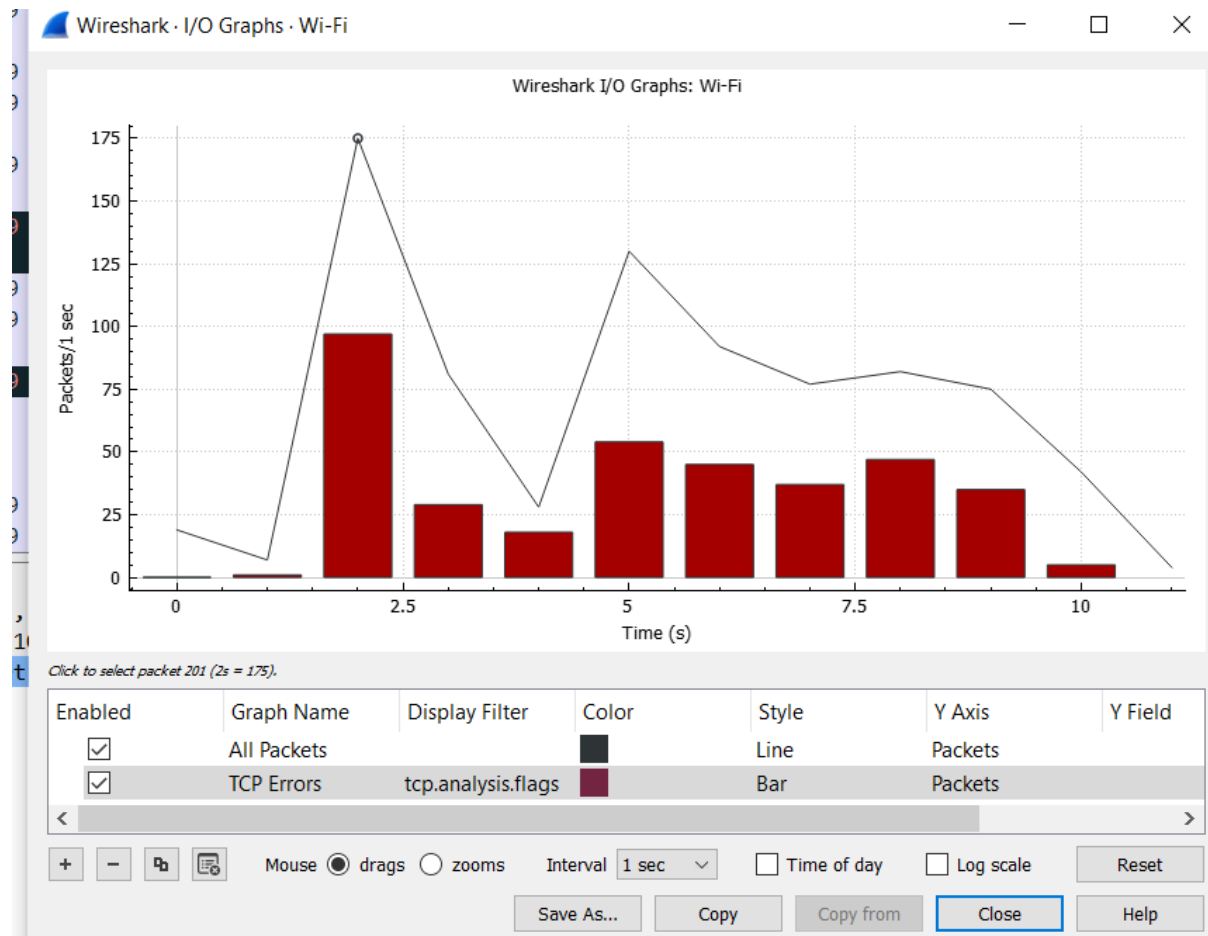 Wireshark · I/O Graphs · Wi-Fi
Wireshark I/O Graphs: Wi-Fi
175
150
125
100
75
50
25
0
Packets/1 sec
0 2.5 5 7.5 10
Time (s)
Click to select packet 201 (2s = 175).
Enabled Graph Name Display Filter Color Style Y Axis Y Field
All Packets Line Packets
TCP Errors tcp.analysis.flags Bar Packets
+ - Mouse drags zooms Interval 1 sec Time of day Log scale Reset
Save As... Copy Copy from Close Help